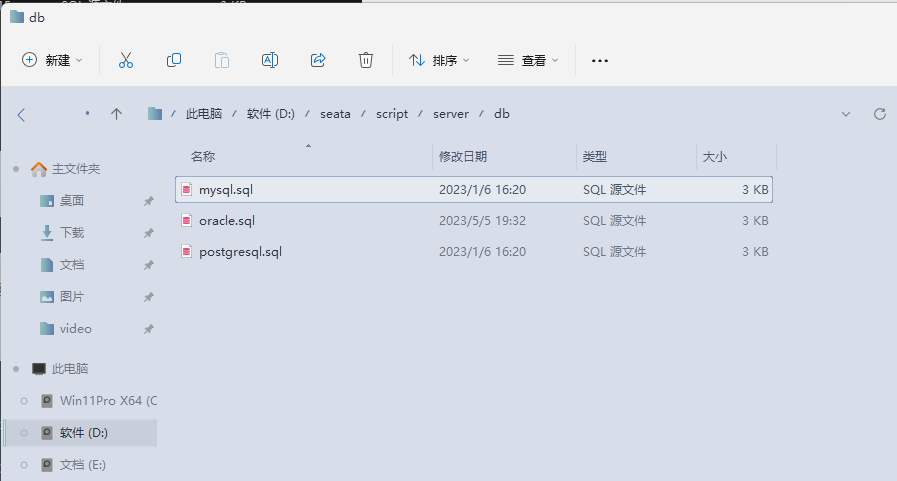 db
新建
排序
查看
此电脑 / 软件 (D:) / seata / script / server / db
名称 修改日期 类型 大小
主文件夹
mysql.sql 2023/1/6 16:20 SQL 源文件 3 KB
桌面
oracle.sql 2023/5/5 19:32 SQL 源文件 3 KB
下载
postgresql.sql 2023/1/6 16:20 SQL 源文件 3 KB
文档
图片
video
此电脑
Win11Pro X64 (C
软件 (D:)
文档 (E:)